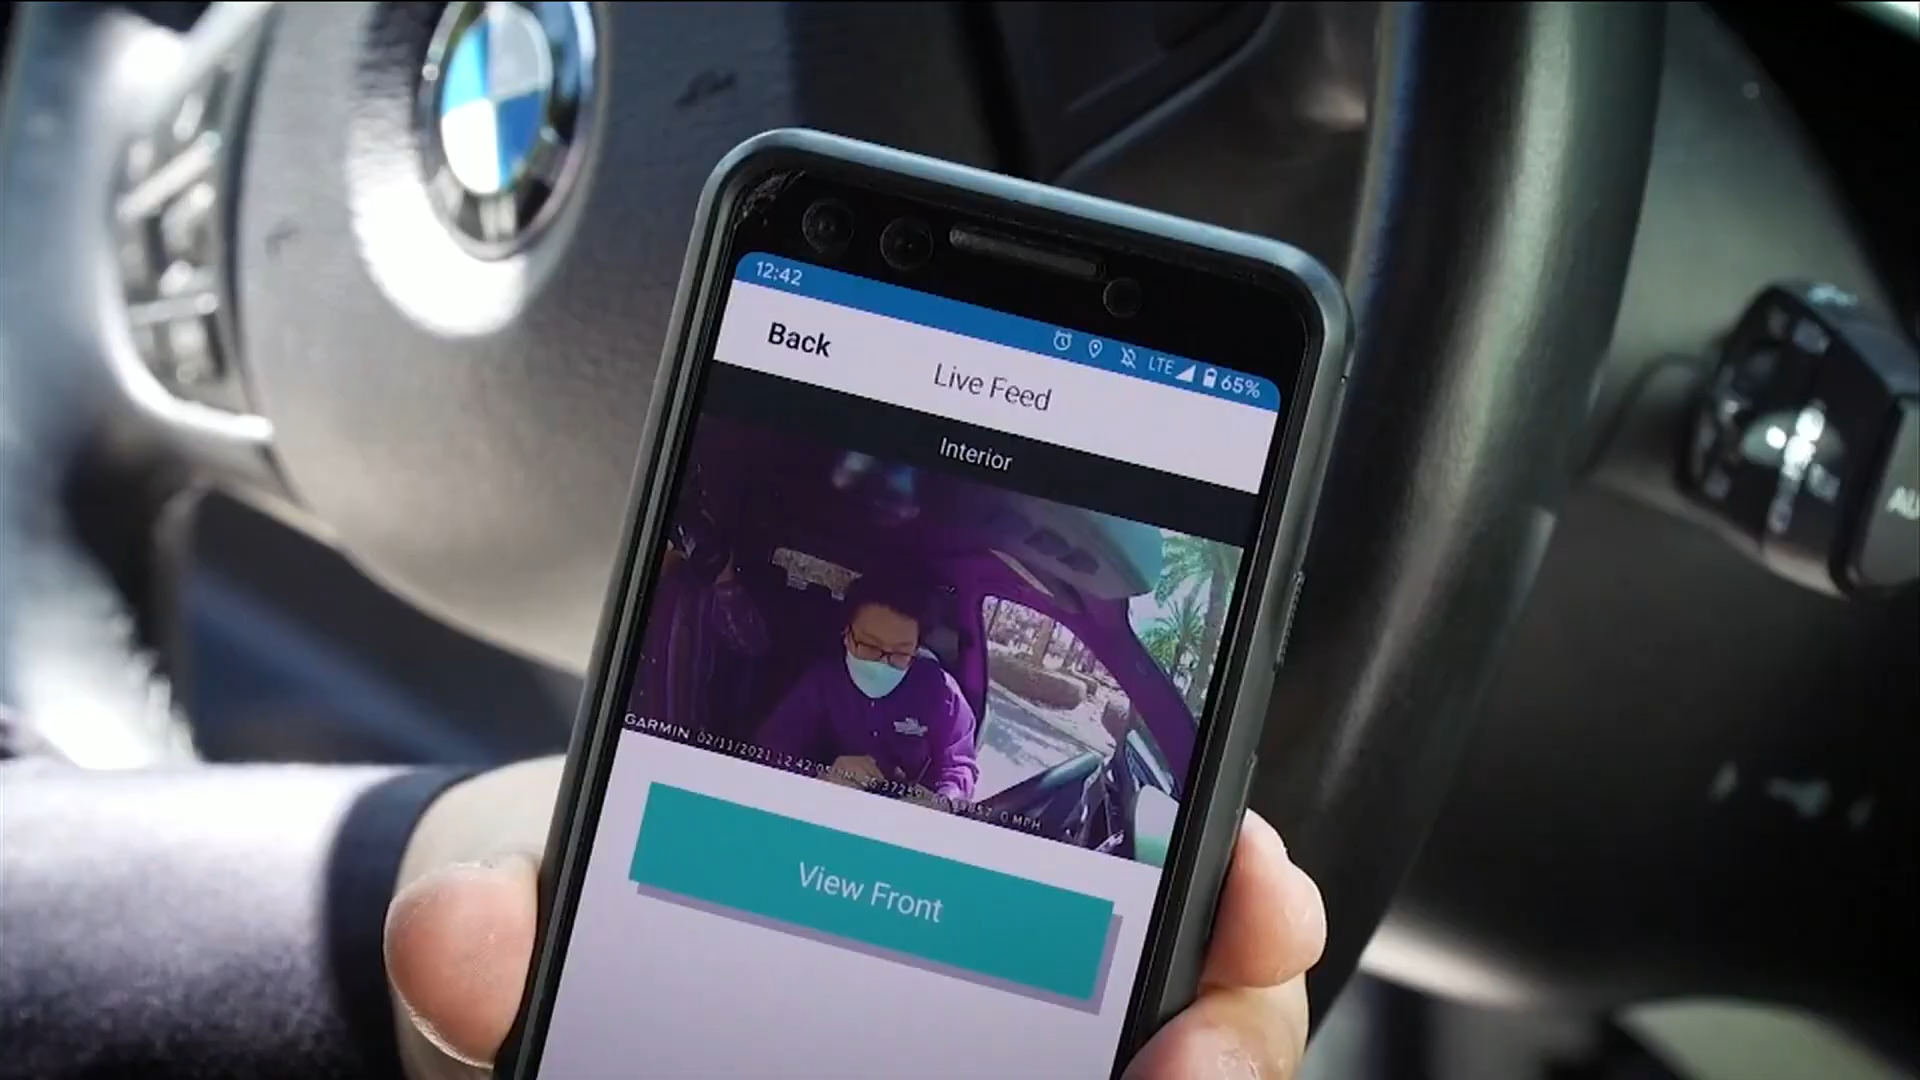 12:42
LTE 65%
Back
Live Feed
Interior
GARMIN 02/11/2021 12:42:05 PM 0 MPH
View Front